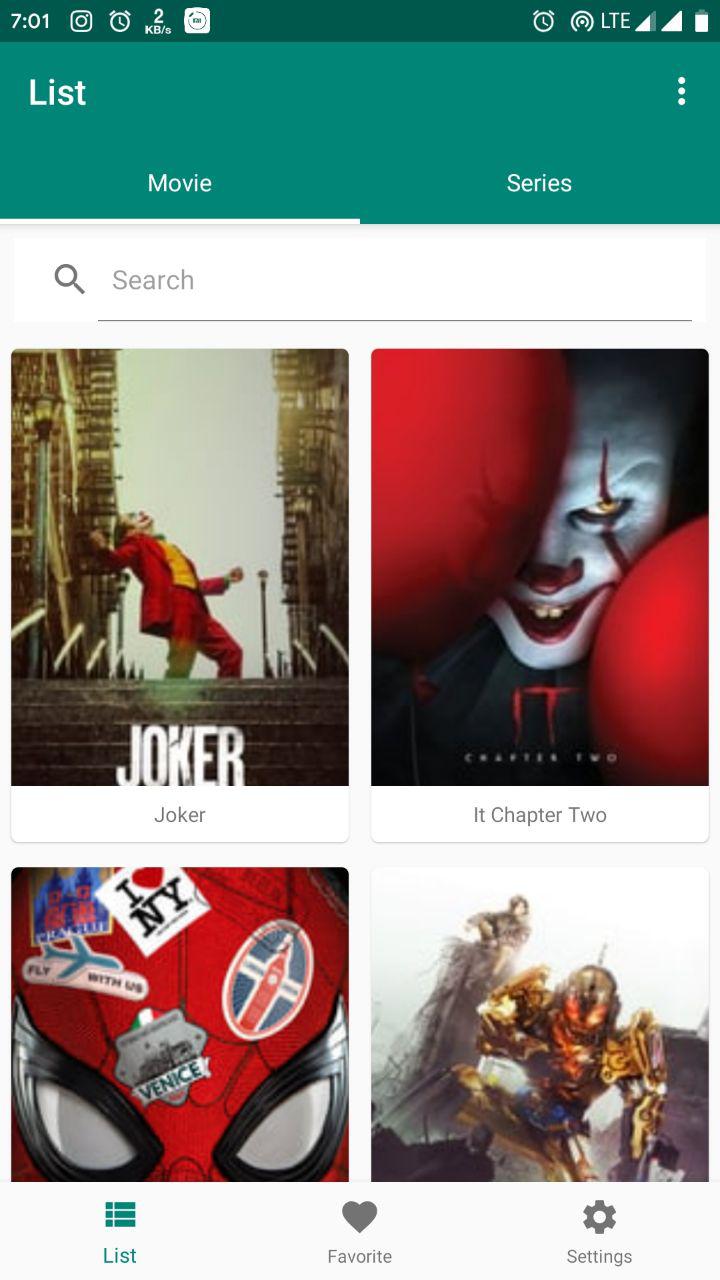 7:01
2
KB/s
LTE
List
Movie
Series
Search
JOKER
IT
CHAPTER TWO
Joker
It Chapter Two
I
NY
PRAGUE
FLY WITH US
VENICE
List
Favorite
Settings